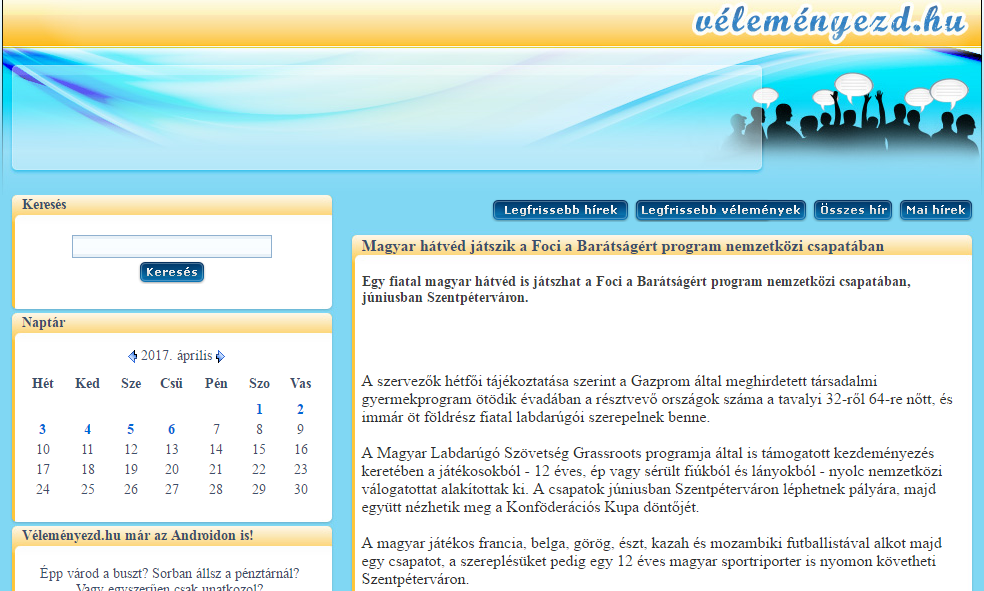 véleményezd.hu
Keresés
Keresés
Naptár
2017. április
Hét Ked Sze Csü Pén Szo Vas
1 2
3 4 5 6 7 8 9
10 11 12 13 14 15 16
17 18 19 20 21 22 23
24 25 26 27 28 29 30
Véleményezd.hu már az Androidon is!
Épp várod a buszt? Sorban állsz a pénztárnál?
Vagy egyszerűen csak unatkozol?
Legfrissebb hírek Legfrissebb vélemények Összes hír Mai hírek
Magyar hátvéd játszik a Foci a Barátságért program nemzetközi csapatában
Egy fiatal magyar hátvéd is játszhat a Foci a Barátságért program nemzetközi csapatában,
júniusban Szentpéterváron.
A szervezők hétfői tájékoztatása szerint a Gazprom által meghirdetett társadalmi
gyermekprogram ötödik évadában a résztvevő országok száma a tavalyi 32-ről 64-re nőtt, és
immár öt földrész fiatal labdarúgói szerepelnek benne.
A Magyar Labdarúgó Szövetség Grassroots programja által is támogatott kezdeményezés
keretében a játékosokból - 12 éves, ép vagy sérült fiúkból és lányokból - nyolc nemzetközi
válogatottat alakítottak ki. A csapatok júniusban Szentpéterváron léphetnek pályára, majd
együtt nézhetik meg a Konföderációs Kupa döntőjét.
A magyar játékos francia, belga, görög, észt, kazah és mozambiki futballistával alkot majd
egy csapatot, a szereplésüket pedig egy 12 éves magyar sportriporter is nyomon követheti
Szentpéterváron.